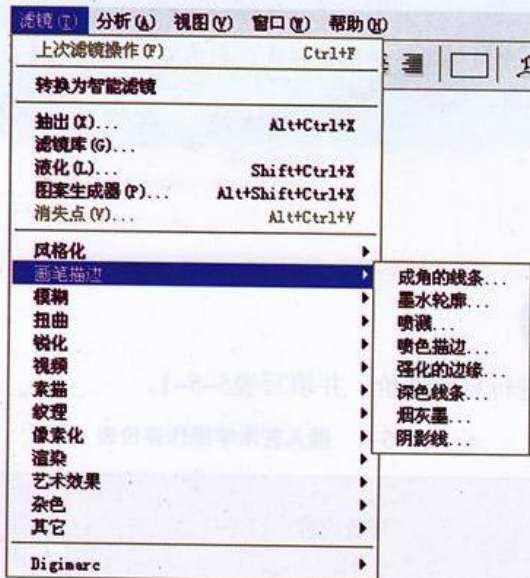 滤镜(T) 分析(A) 视图(V) 窗口(W) 帮助(H)
上次滤镜操作(F) Ctrl+F
转换为智能滤镜
抽出(X)... Alt+Ctrl+X
滤镜库(G)...
液化(L)... Shift+Ctrl+X
图案生成器(P)... Alt+Shift+Ctrl+X
消失点(V)... Alt+Ctrl+V
风格化
画笔描边
模糊
扭曲
锐化
视频
素描
纹理
像素化
渲染
艺术效果
杂色
其它
Digimarc
成角的线条...
墨水轮廓...
喷溅...
喷色描边...
强化的边缘...
深色线条...
烟灰墨...
阴影线...